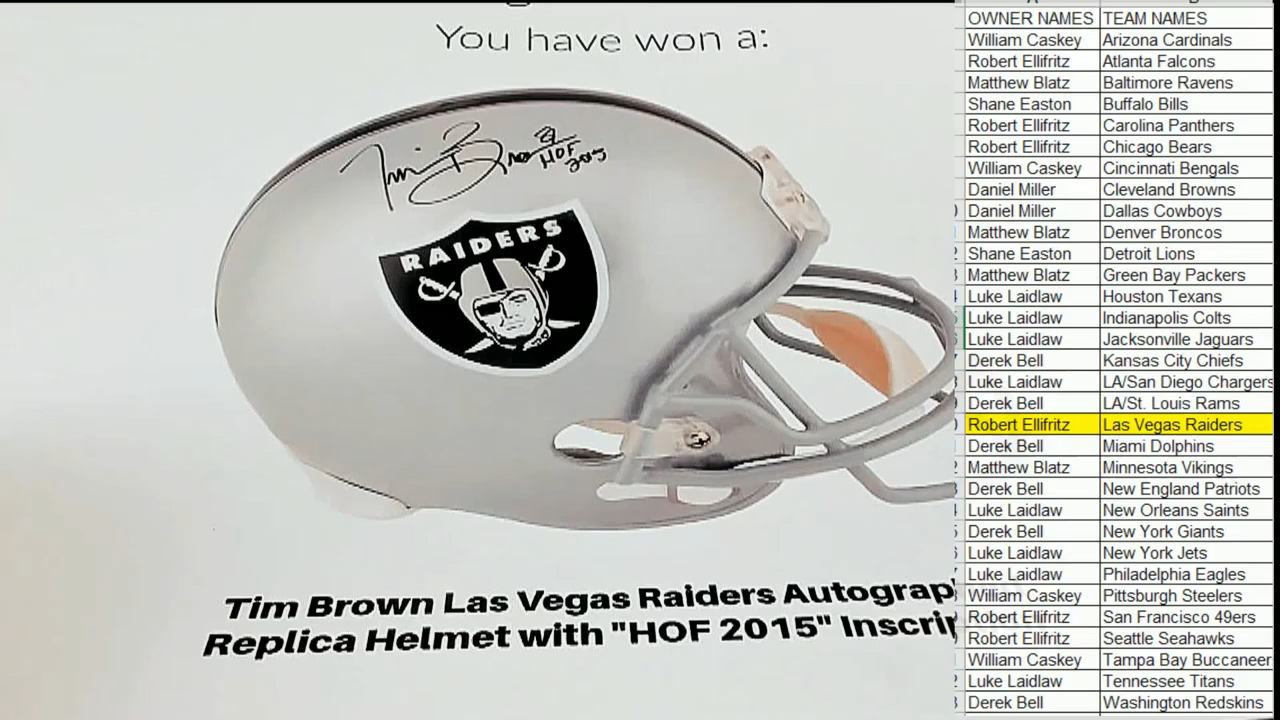 You have won a:
Tim Brown 81
HOF
2015
RAIDERS
Tim Brown Las Vegas Raiders Autograp
Replica Helmet with "HOF 2015" Inscrip
OWNER NAMES TEAM NAMES
William Caskey Arizona Cardinals
Robert Ellifritz Atlanta Falcons
Matthew Blatz Baltimore Ravens
Shane Easton Buffalo Bills
Robert Ellifritz Carolina Panthers
Robert Ellifritz Chicago Bears
William Caskey Cincinnati Bengals
Daniel Miller Cleveland Browns
Daniel Miller Dallas Cowboys
Matthew Blatz Denver Broncos
Shane Easton Detroit Lions
Matthew Blatz Green Bay Packers
Luke Laidlaw Houston Texans
Luke Laidlaw Indianapolis Colts
Luke Laidlaw Jacksonville Jaguars
Derek Bell Kansas City Chiefs
Luke Laidlaw LA/San Diego Chargers
Derek Bell LA/St. Louis Rams
Robert Ellifritz Las Vegas Raiders
Derek Bell Miami Dolphins
Matthew Blatz Minnesota Vikings
Derek Bell New England Patriots
Luke Laidlaw New Orleans Saints
Derek Bell New York Giants
Luke Laidlaw New York Jets
Luke Laidlaw Philadelphia Eagles
William Caskey Pittsburgh Steelers
Robert Ellifritz San Francisco 49ers
Robert Ellifritz Seattle Seahawks
William Caskey Tampa Bay Buccaneer
Luke Laidlaw Tennessee Titans
Derek Bell Washington Redskins